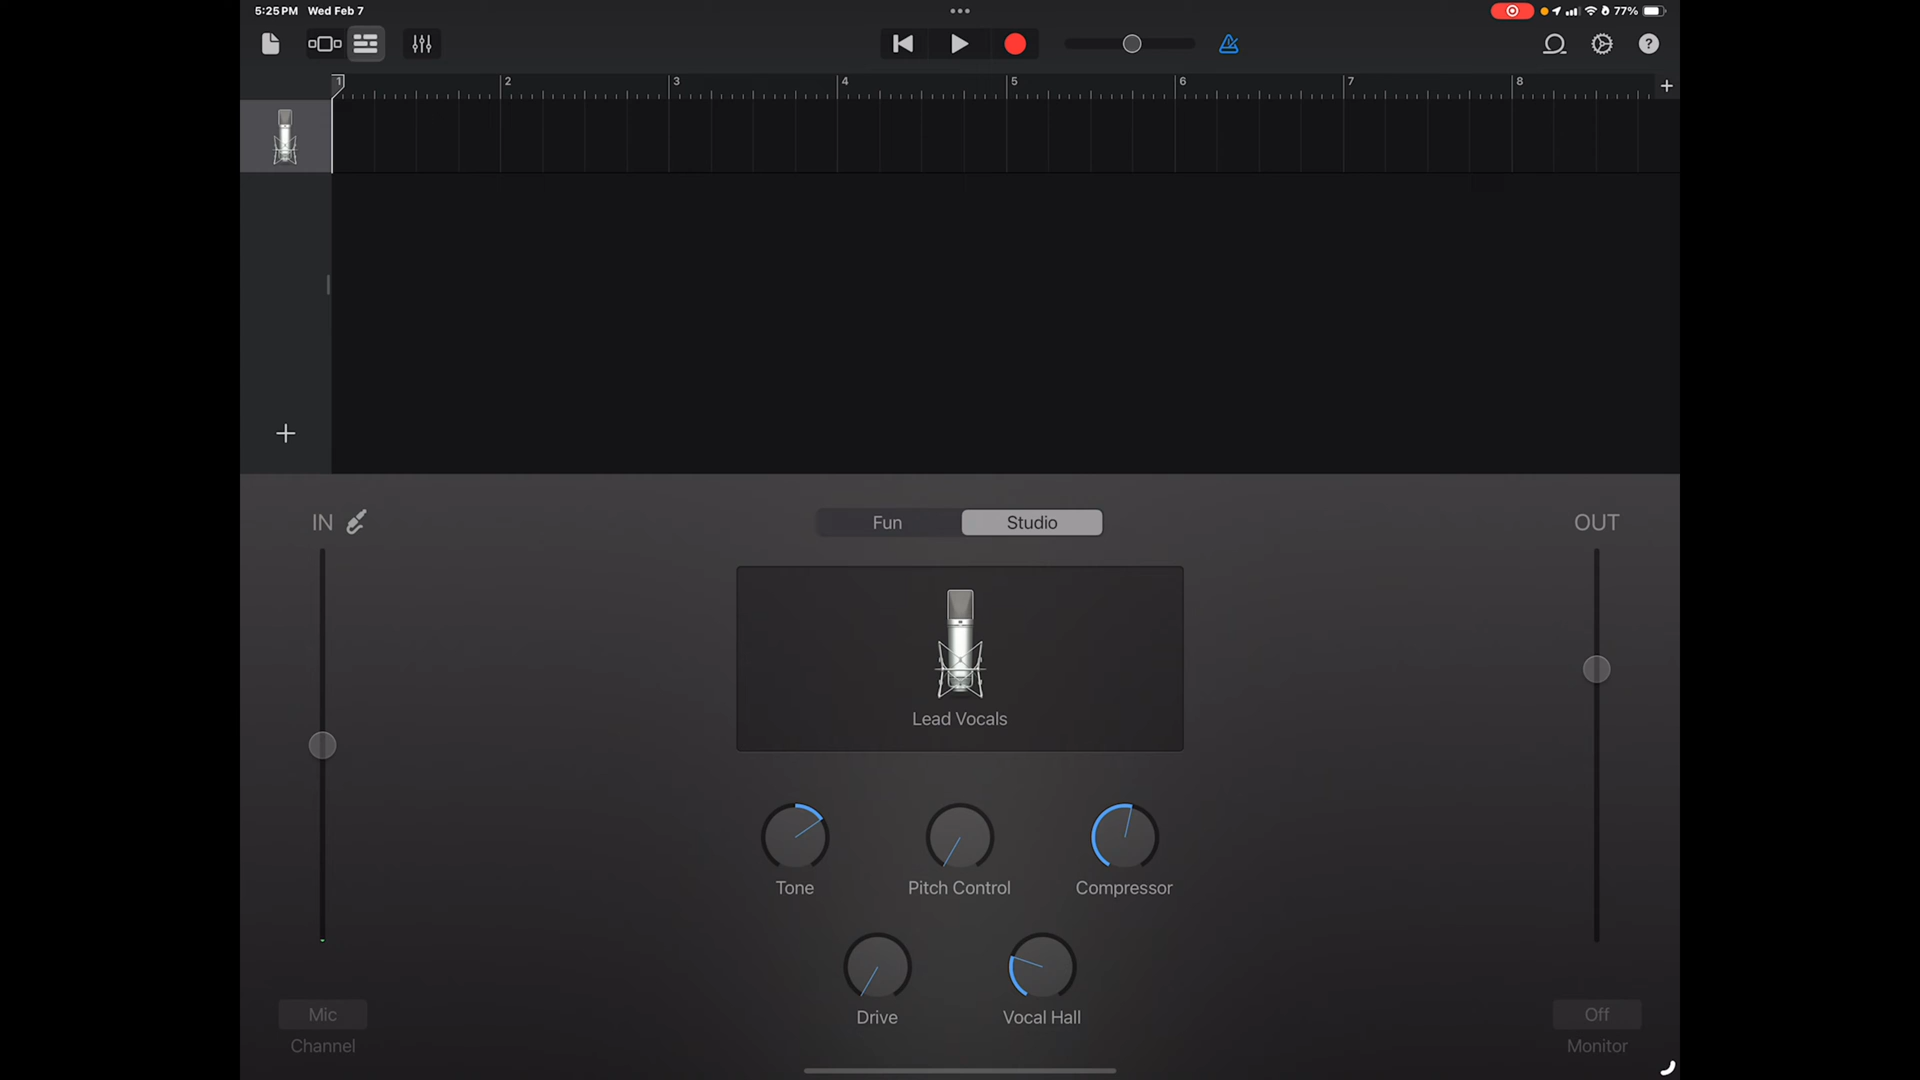 5:25 PM Wed Feb 7
77%
1 2 3 4 5 6 7 8
IN
Fun Studio
OUT
Lead Vocals
Tone Pitch Control Compressor
Drive Vocal Hall
Mic
Channel
Off
Monitor